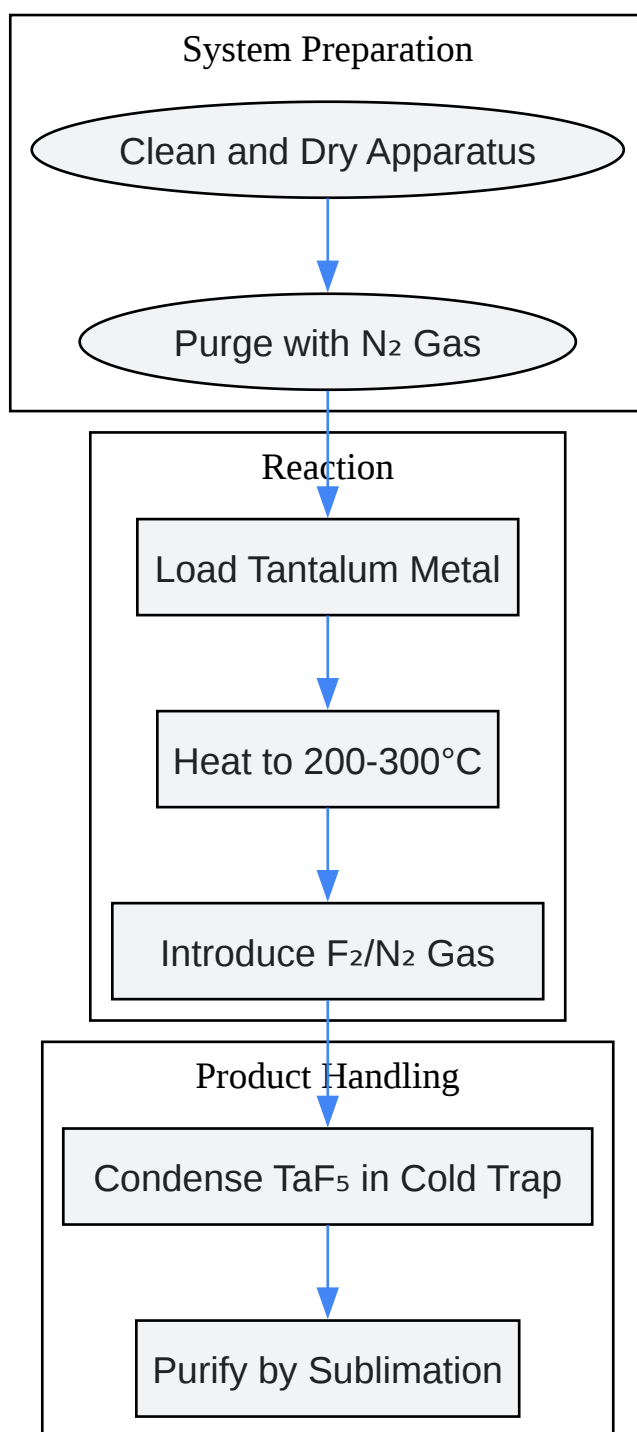 System Preparation
Clean and Dry Apparatus
Purge with N₂ Gas
Reaction
Load Tantalum Metal
Heat to 200-300°C
Introduce F₂/N₂ Gas
Product Handling
Condense TaF₅ in Cold Trap
Purify by Sublimation